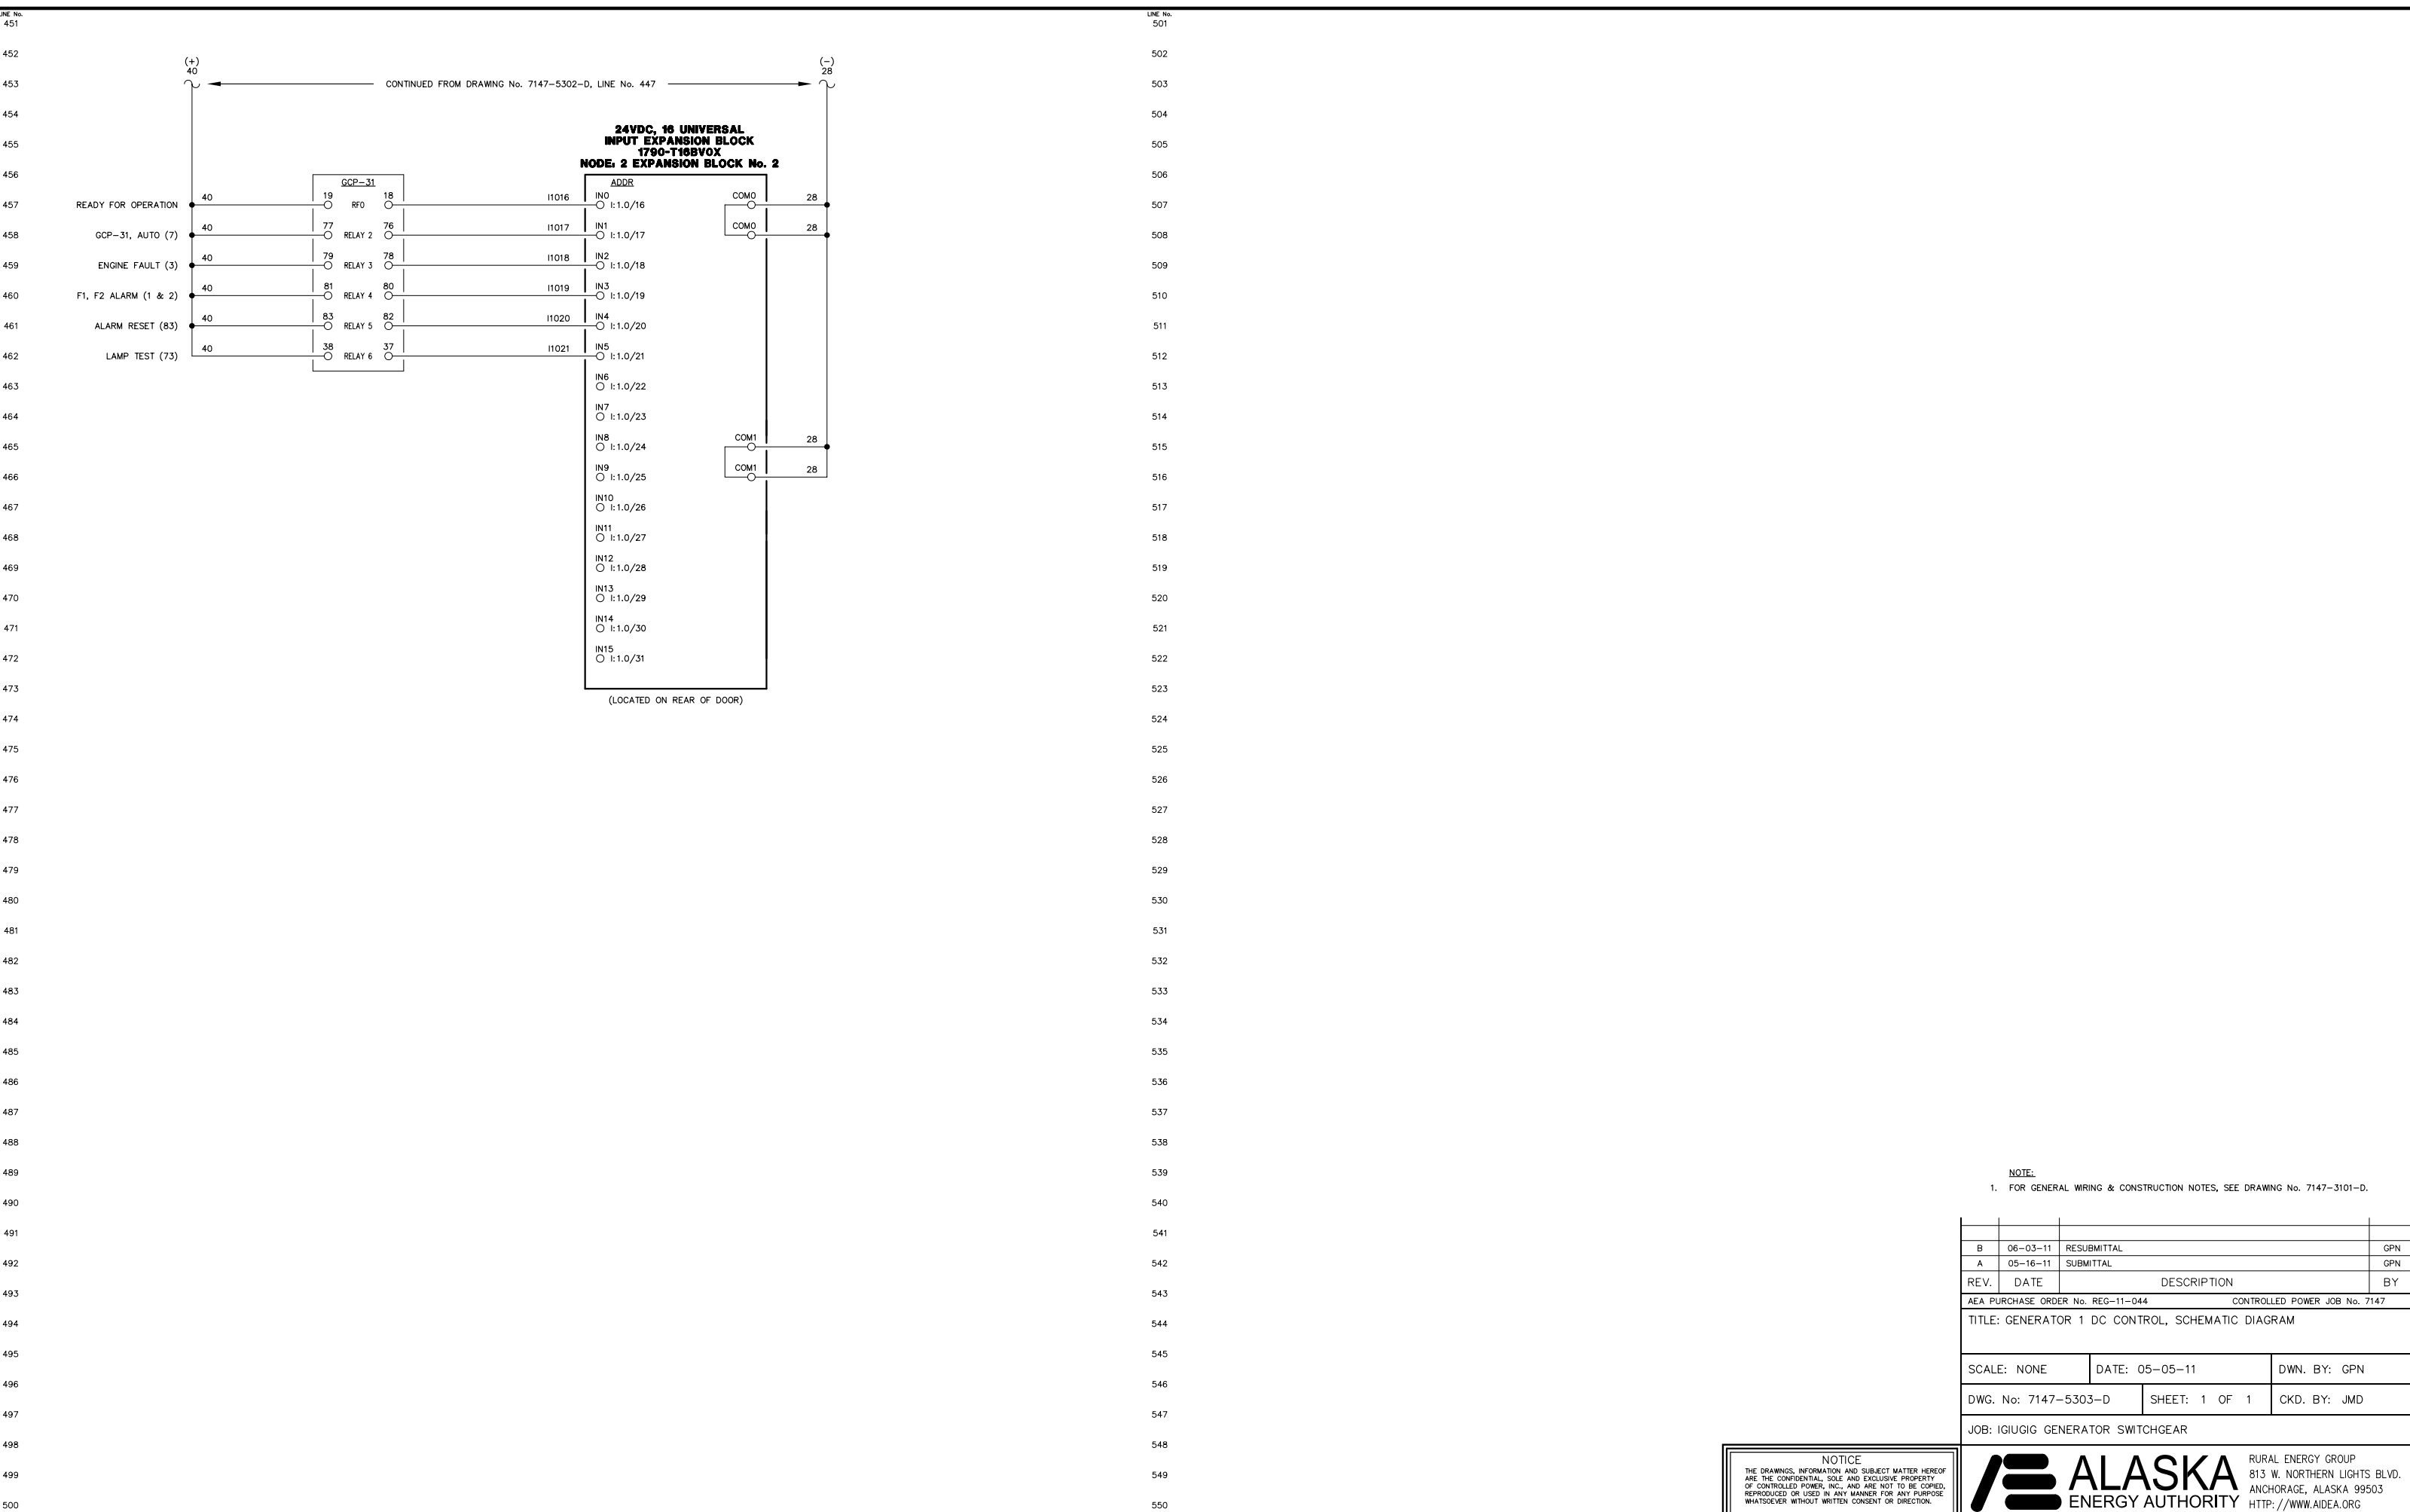 LINE No.
451
452
453
454
455
456
457
458
459
460
461
462
463
464
465
466
467
468
469
470
471
472
473
474
475
476
477
478
479
480
481
482
483
484
485
486
487
488
489
490
491
492
493
494
495
496
497
498
499
500
(+)
40
CONTINUED FROM DRAWING No. 7147-5302-D, LINE No. 447
(-)
28
24VDC, 16 UNIVERSAL
INPUT EXPANSION BLOCK
1790-T16BV0X
NODE: 2 EXPANSION BLOCK No. 2
GCP-31
ADDR
READY FOR OPERATION 40 19 RFO 18 I1016 IN0 I:1.0/16 COM0 28
GCP-31, AUTO (7) 40 77 RELAY 2 76 I1017 IN1 I:1.0/17 COM0 28
ENGINE FAULT (3) 40 79 RELAY 3 78 I1018 IN2 I:1.0/18
F1, F2 ALARM (1 & 2) 40 81 RELAY 4 80 I1019 IN3 I:1.0/19
ALARM RESET (83) 40 83 RELAY 5 82 I1020 IN4 I:1.0/20
LAMP TEST (73) 40 38 RELAY 6 37 I1021 IN5 I:1.0/21
IN6 I:1.0/22
IN7 I:1.0/23
IN8 I:1.0/24 COM1 28
IN9 I:1.0/25 COM1 28
IN10 I:1.0/26
IN11 I:1.0/27
IN12 I:1.0/28
IN13 I:1.0/29
IN14 I:1.0/30
IN15 I:1.0/31
(LOCATED ON REAR OF DOOR)
LINE No.
501
502
503
504
505
506
507
508
509
510
511
512
513
514
515
516
517
518
519
520
521
522
523
524
525
526
527
528
529
530
531
532
533
534
535
536
537
538
539
540
541
542
543
544
545
546
547
548
549
550
NOTE:
1. FOR GENERAL WIRING & CONSTRUCTION NOTES, SEE DRAWING No. 7147-3101-D.
B 06-03-11 RESUBMITTAL GPN
A 05-16-11 SUBMITTAL GPN
REV. DATE DESCRIPTION BY
AEA PURCHASE ORDER No. REG-11-044 CONTROLLED POWER JOB No. 7147
TITLE: GENERATOR 1 DC CONTROL, SCHEMATIC DIAGRAM
SCALE: NONE DATE: 05-05-11 DWN. BY: GPN
DWG. No: 7147-5303-D SHEET: 1 OF 1 CKD. BY: JMD
JOB: IGIUGIG GENERATOR SWITCHGEAR
NOTICE
THE DRAWINGS, INFORMATION AND SUBJECT MATTER HEREOF
ARE THE CONFIDENTIAL, SOLE AND EXCLUSIVE PROPERTY
OF CONTROLLED POWER, INC., AND ARE NOT TO BE COPIED,
REPRODUCED OR USED IN ANY MANNER FOR ANY PURPOSE
WHATSOEVER WITHOUT WRITTEN CONSENT OR DIRECTION.
ALASKA
ENERGY AUTHORITY
RURAL ENERGY GROUP
813 W. NORTHERN LIGHTS BLVD.
ANCHORAGE, ALASKA 99503
HTTP://WWW.AIDEA.ORG